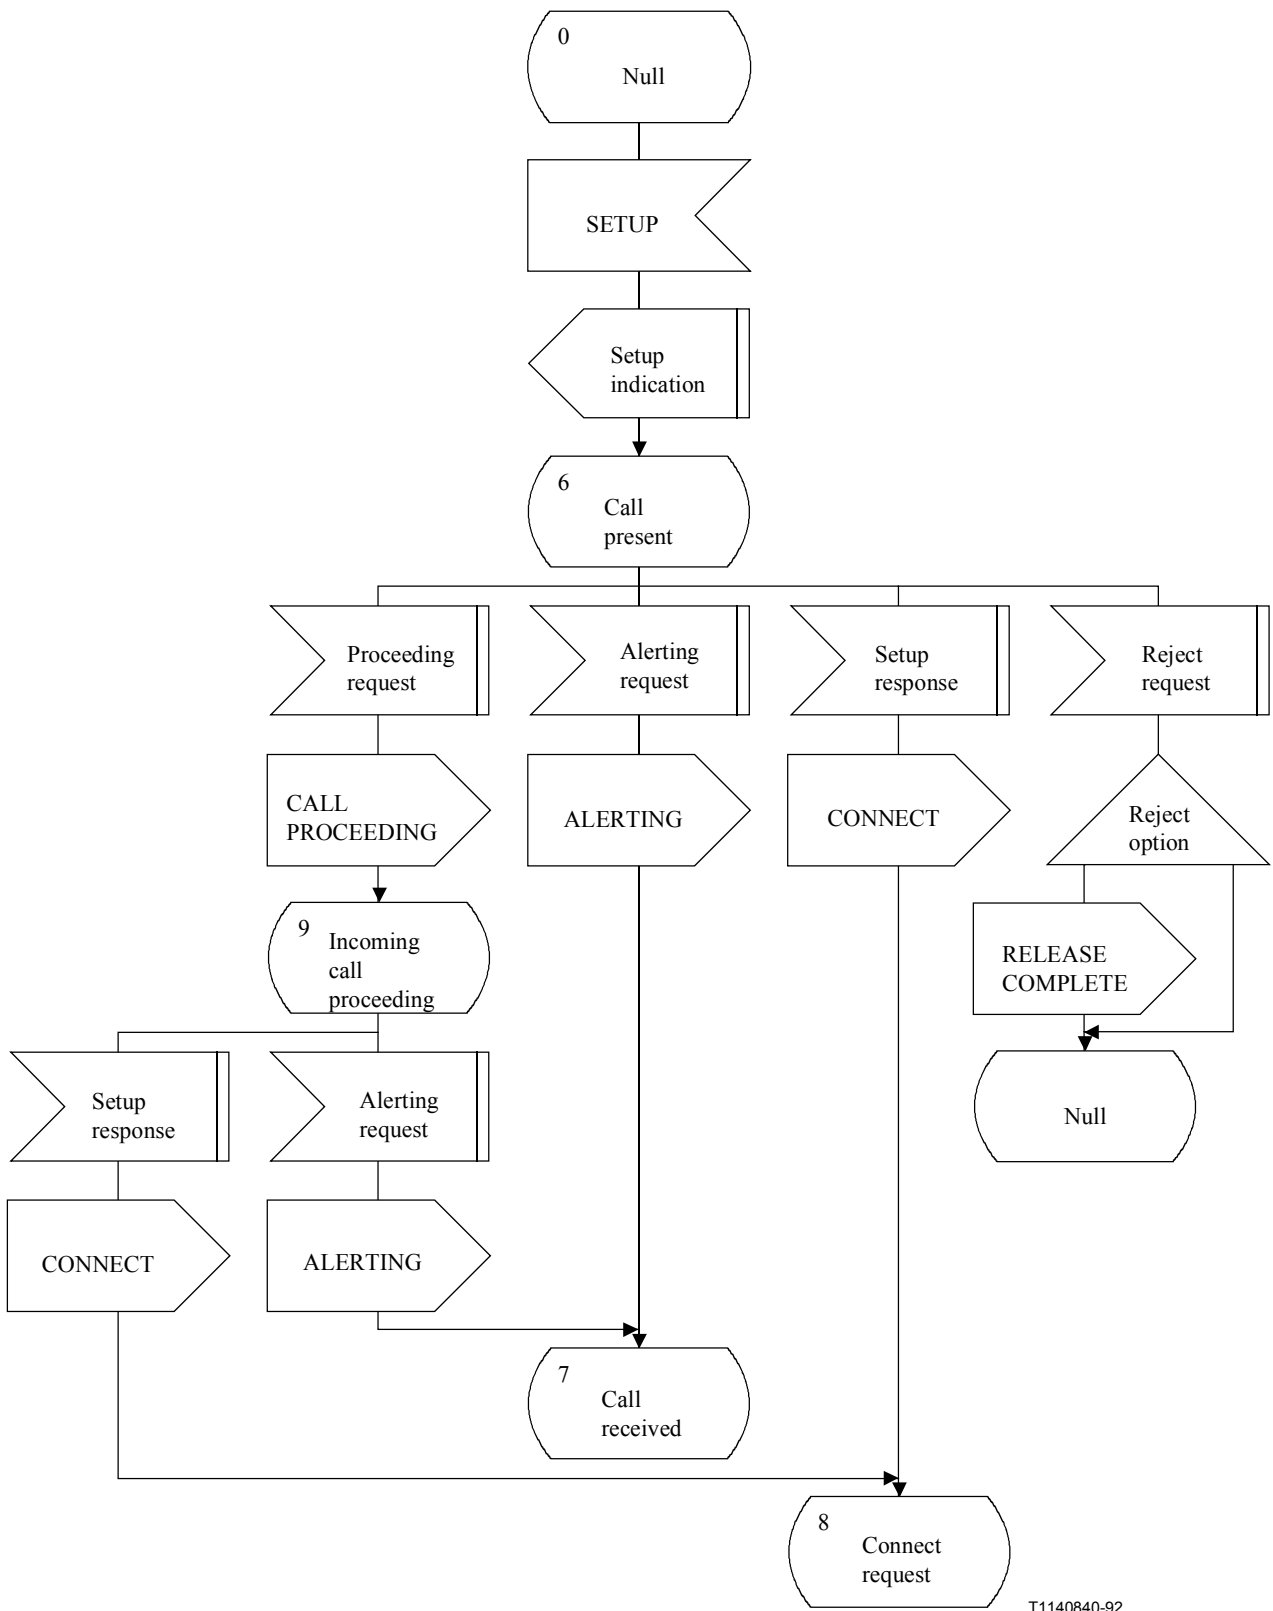 0
Null
SETUP
Setup
indication
6
Call
present
Proceeding
request
Alerting
request
Setup
response
Reject
request
CALL
PROCEEDING
ALERTING
CONNECT
Reject
option
9
Incoming
call
proceeding
RELEASE
COMPLETE
Setup
response
Alerting
request
Null
CONNECT
ALERTING
7
Call
received
8
Connect
request
T1140840-92